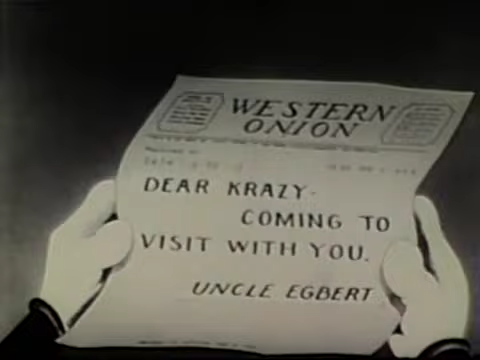 WESTERN
ONION
DEAR KRAZY-
COMING TO
VISIT WITH YOU.
UNCLE EGBERT